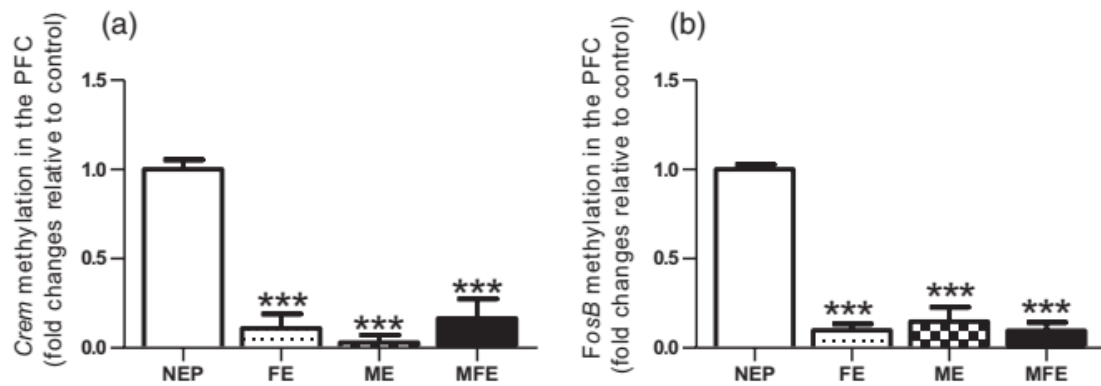 (a)
Crem methylation in the PFC
(fold changes relative to control)
1.5
1.0
0.5
0.0
***
***
***
NEP FE ME MFE
(b)
FosB methylation in the PFC
(fold changes relative to control)
1.5
1.0
0.5
0.0
***
***
***
NEP FE ME MFE